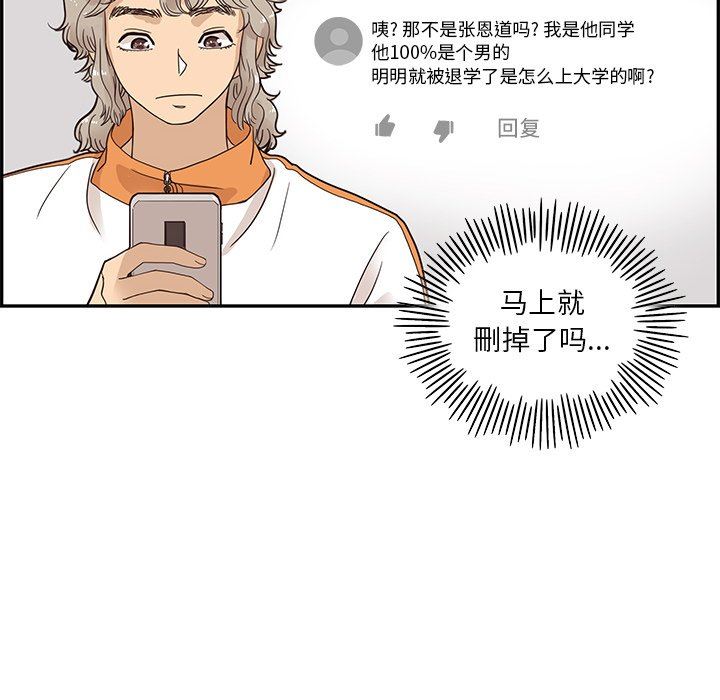 咦? 那不是张恩道吗? 我是他同学
他100%是个男的
明明就被退学了是怎么上大学的啊?
回复
马上就
删掉了吗...